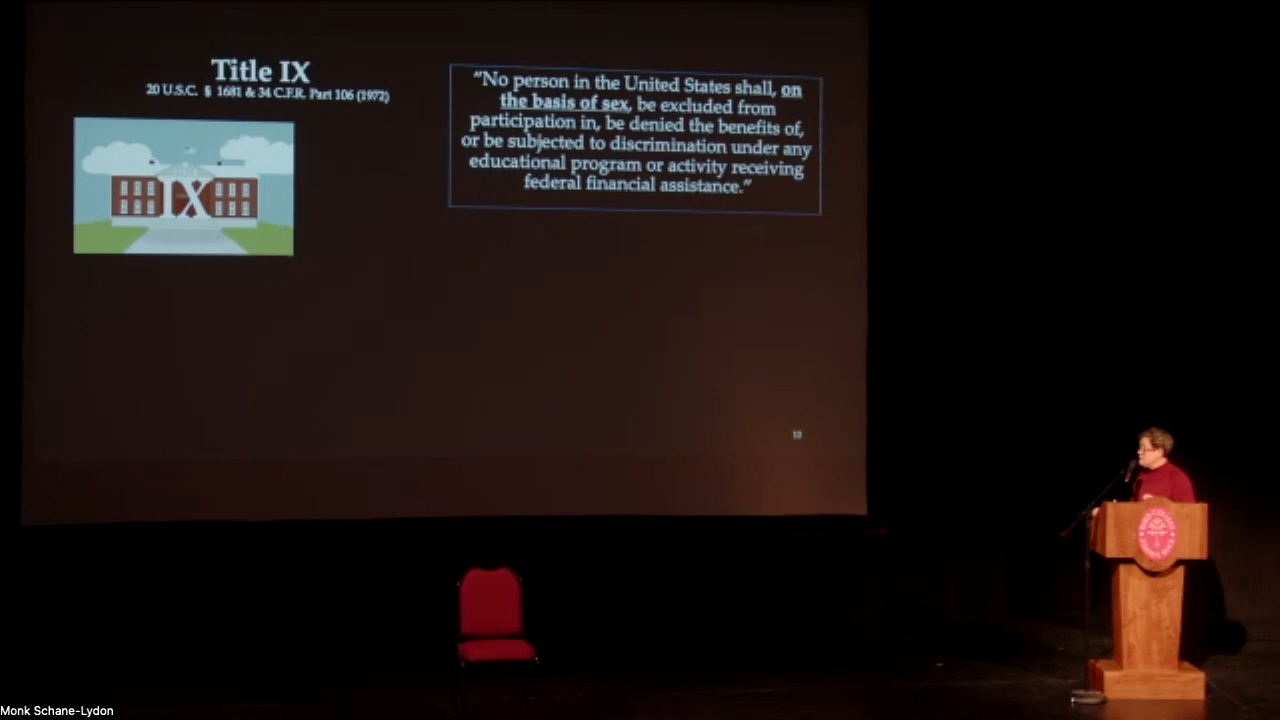 Title IX
20 U.S.C. § 1681 & 34 C.F.R. Part 106 (1972)
IX
“No person in the United States shall, on
the basis of sex, be excluded from
participation in, be denied the benefits of,
or be subjected to discrimination under any
educational program or activity receiving
federal financial assistance.”
10
Monk Schane-Lydon